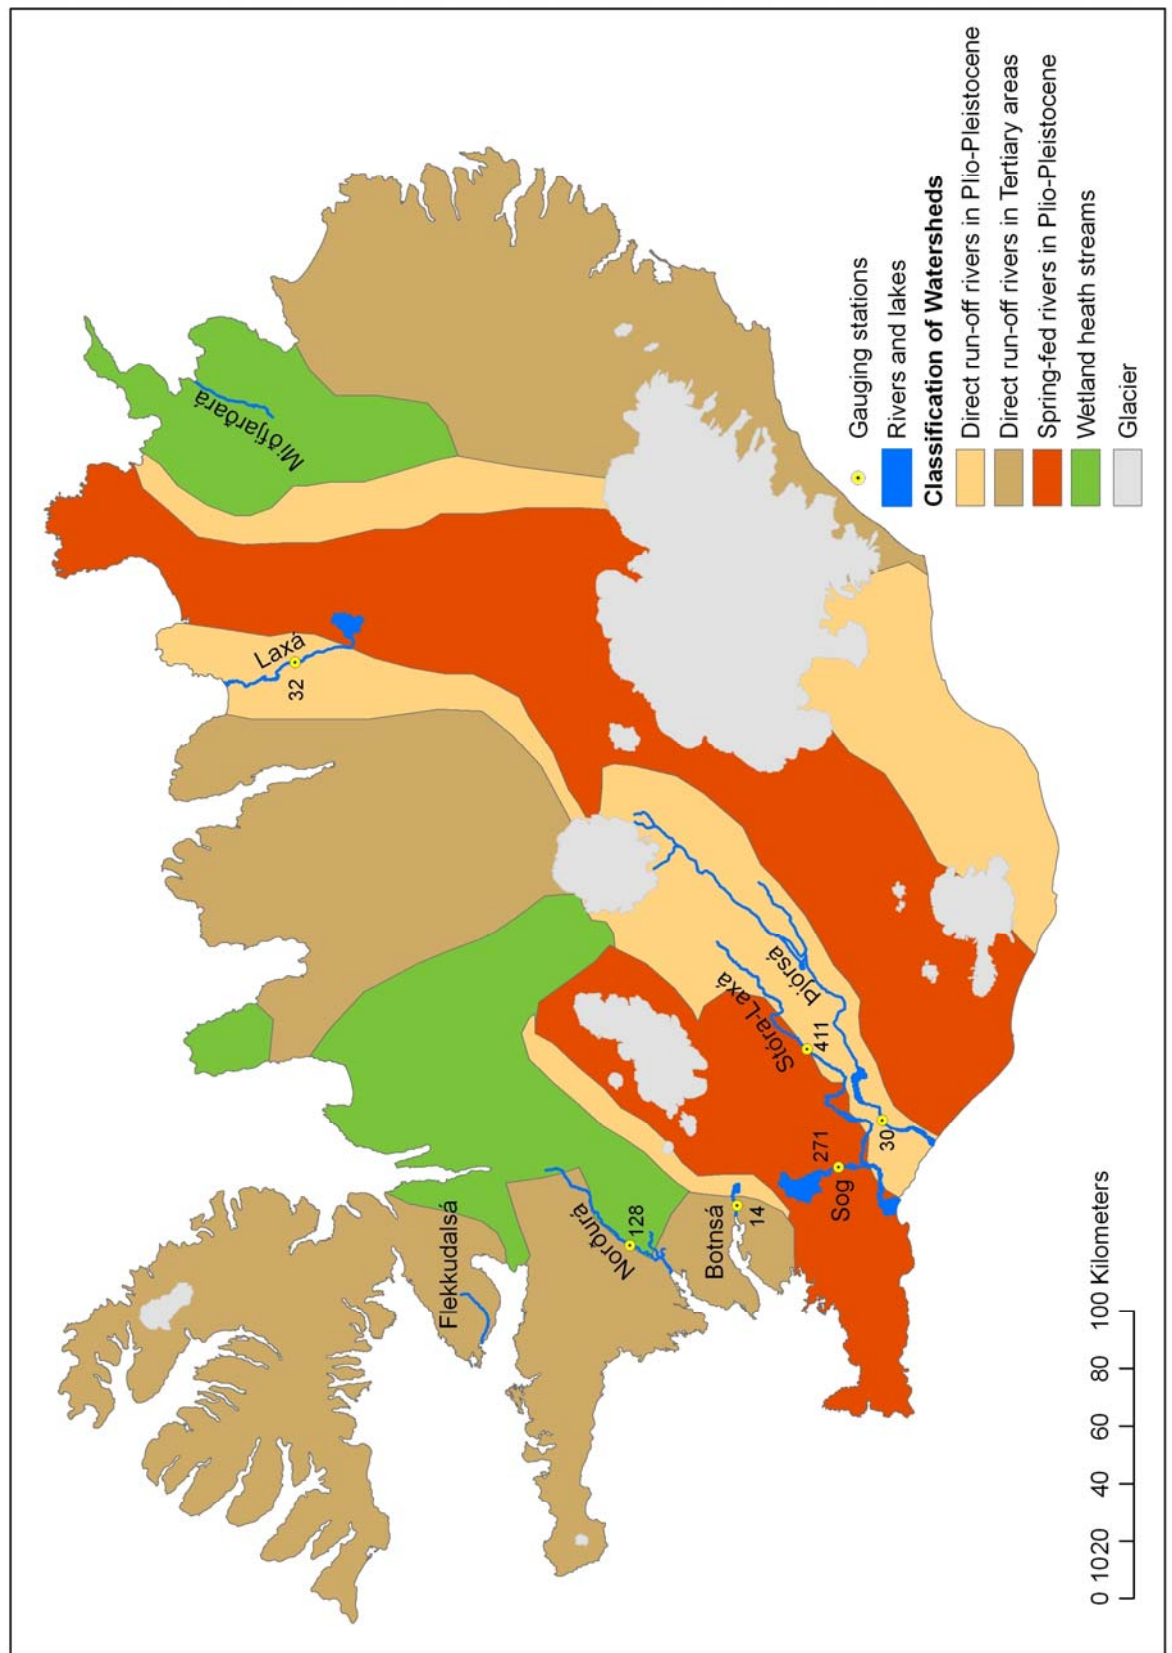 Miðfjarðará
Laxá
32
Stóra-Laxá
Þjórsá
411
30
271
Sog
Flekkudalsá
Norðurá
128
Botnsá
14
Gauging stations
Rivers and lakes
Classification of Watersheds
Direct run-off rivers in Plio-Pleistocene
Direct run-off rivers in Tertiary areas
Spring-fed rivers in Plio-Pleistocene
Wetland heath streams
Glacier
0 10 20 40 60 80 100 Kilometers